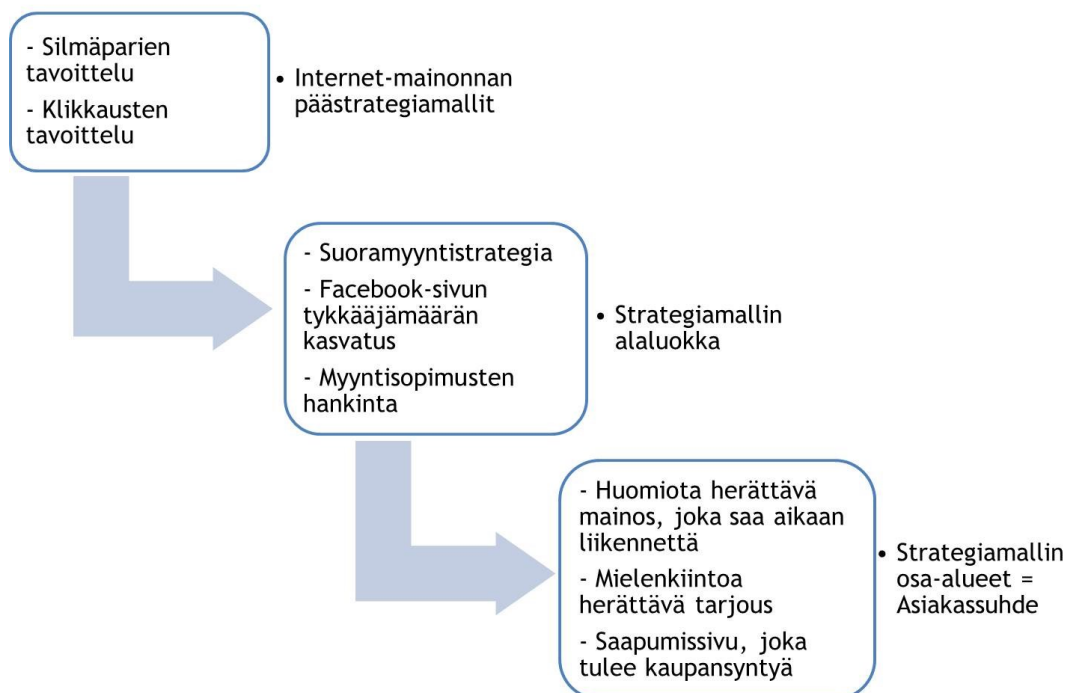 - Silmäparien
tavoittelu
- Klikkausten
tavoittelu
• Internet-mainonnan
päästrategiamallit
- Suoramyyntistrategia
- Facebook-sivun
tykkääjämäärän
kasvatus
- Myyntisopimusten
hankinta
• Strategiamallin
alaluokka
- Huomiota herättävä
mainos, joka saa aikaan
liikennettä
- Mielenkiintoa
herättävä tarjous
- Saapumissivu, joka
tulee kaupansyntyä
• Strategiamallin
osa-alueet =
Asiakassuhde